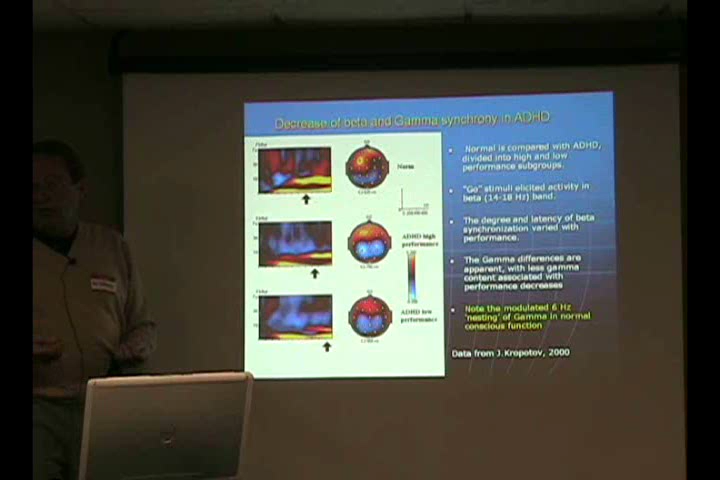 Decrease of beta and Gamma synchrony in ADHD
Normal is compared with ADHD,
divided into high and low
performance subgroups.
"Go" stimuli elicited activity in
beta (14-18 Hz) band.
The degree and latency of beta
synchronization varied with
performance.
The Gamma differences are
apparent, with less gamma
content associated with
performance decreases
Note the modulated 6 Hz
'nesting' of Gamma in normal
conscious function
Data from J.Kropotov, 2000
Norm
ADHD high
performance
ADHD low
performance